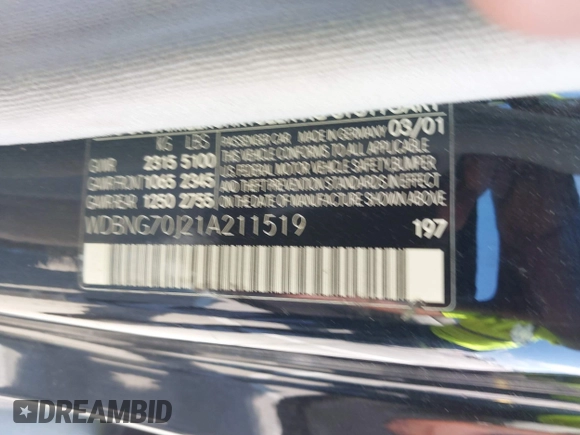 KG LBS
GWR 2315 5100
GAWR FRONT 1065 2345
GAWR REAR 1250 2755
PASSENGER CAR MADE IN GERMANY 03/01
THIS VEHICLE CONFORMS TO ALL APPLICABLE
U.S. FEDERAL MOTOR VEHICLE SAFETY, BUMPER
AND THEFT PREVENTION STANDARDS IN EFFECT
ON THE DATE OF MANUFACTURE SHOWN ABOVE.
WDBNG70J21A211519 197
DREAMBID